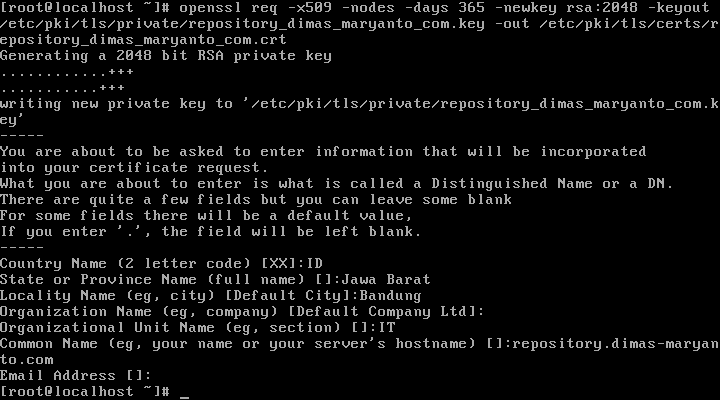 [root@localhost ~]# openssl req -x509 -nodes -days 365 -newkey rsa:2048 -keyout
/etc/pki/tls/private/repository_dimas_maryanto_com.key -out /etc/pki/tls/certs/r
epository_dimas_maryanto_com.crt
Generating a 2048 bit RSA private key
............+++
...........+++
writing new private key to '/etc/pki/tls/private/repository_dimas_maryanto_com.k
ey'
-----
You are about to be asked to enter information that will be incorporated
into your certificate request.
What you are about to enter is what is called a Distinguished Name or a DN.
There are quite a few fields but you can leave some blank
For some fields there will be a default value,
If you enter '.', the field will be left blank.
-----
Country Name (2 letter code) [XX]:ID
State or Province Name (full name) []:Jawa Barat
Locality Name (eg, city) [Default City]:Bandung
Organization Name (eg, company) [Default Company Ltd]:
Organizational Unit Name (eg, section) []:IT
Common Name (eg, your name or your server's hostname) []:repository.dimas-maryan
to.com
Email Address []:
[root@localhost ~]# _